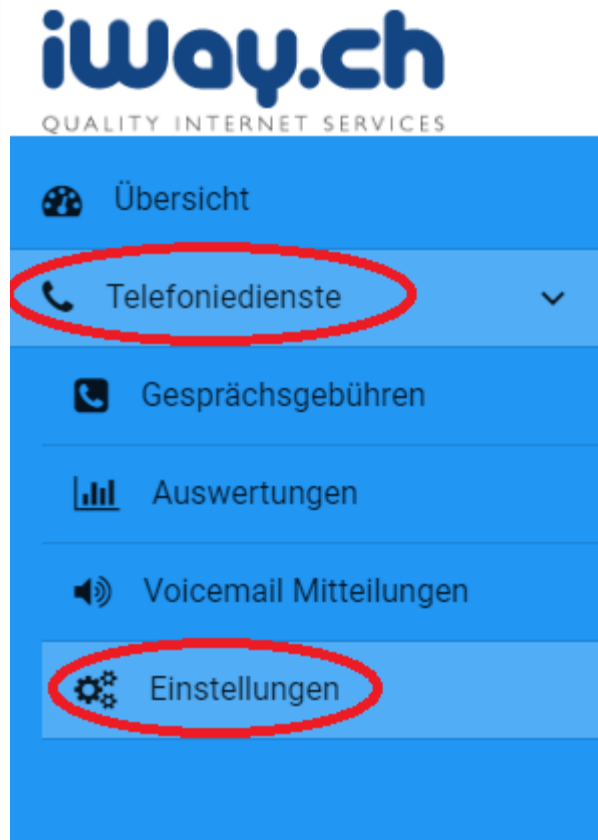 iway.ch
QUALITY INTERNET SERVICES
Übersicht
Telefoniedienste
Gesprächsgebühren
Auswertungen
Voicemail Mitteilungen
Einstellungen